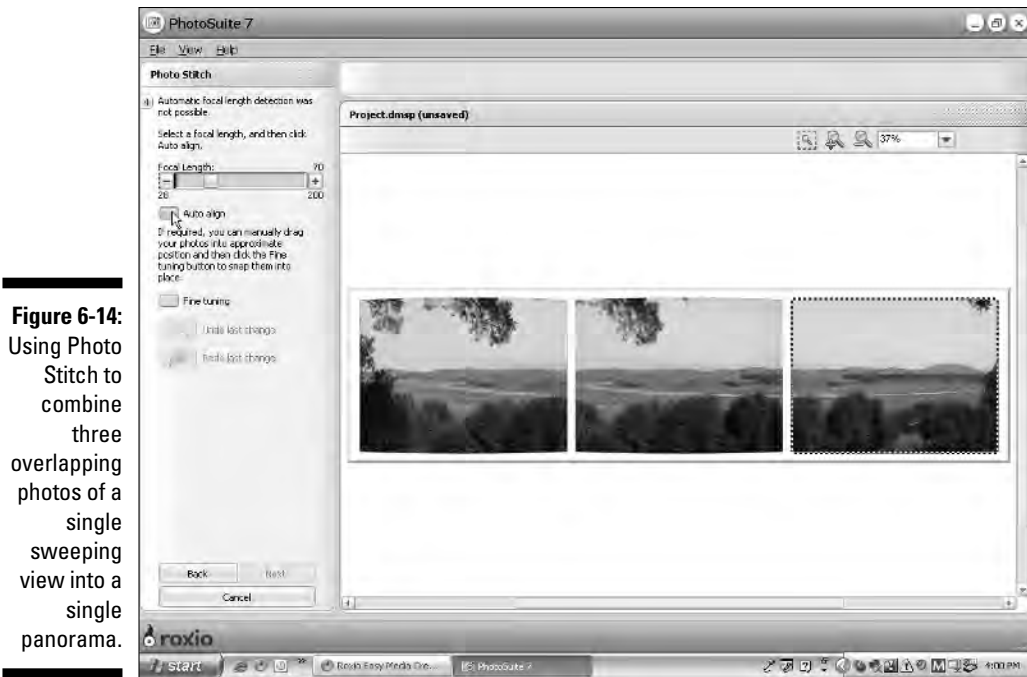 PhotoSuite 7
File View Help
Photo Stitch
Automatic focal length detection was
not possible.
Select a focal length, and then click
Auto align.
Focal Length: 70
28 200
Auto align
If required, you can manually drag
your photos into approximate
position and then click the Fine
tuning button to snap them into
place.
Fine tuning
Undo last change
Redo last change
Back Next
Cancel
Project.dmsp (unsaved)
37%
roxio
start
Roxio Easy Media Cre...
PhotoSuite 7
4:00 PM
Figure 6-14:
Using Photo
Stitch to
combine
three
overlapping
photos of a
single
sweeping
view into a
single
panorama.